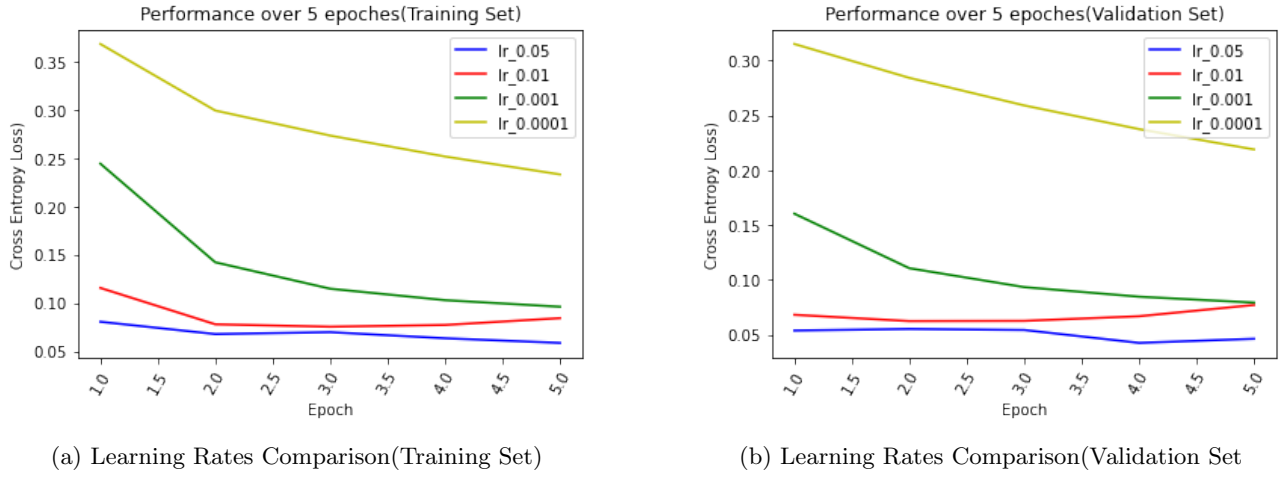 Performance over 5 epoches(Training Set)
Cross Entropy Loss)
0.35
0.30
0.25
0.20
0.15
0.10
0.05
lr_0.05
lr_0.01
lr_0.001
lr_0.0001
1.0 1.5 2.0 2.5 3.0 3.5 4.0 4.5 5.0
Epoch
(a) Learning Rates Comparison(Training Set)
Performance over 5 epoches(Validation Set)
Cross Entropy Loss)
0.30
0.25
0.20
0.15
0.10
0.05
lr_0.05
lr_0.01
lr_0.001
lr_0.0001
1.0 1.5 2.0 2.5 3.0 3.5 4.0 4.5 5.0
Epoch
(b) Learning Rates Comparison(Validation Set